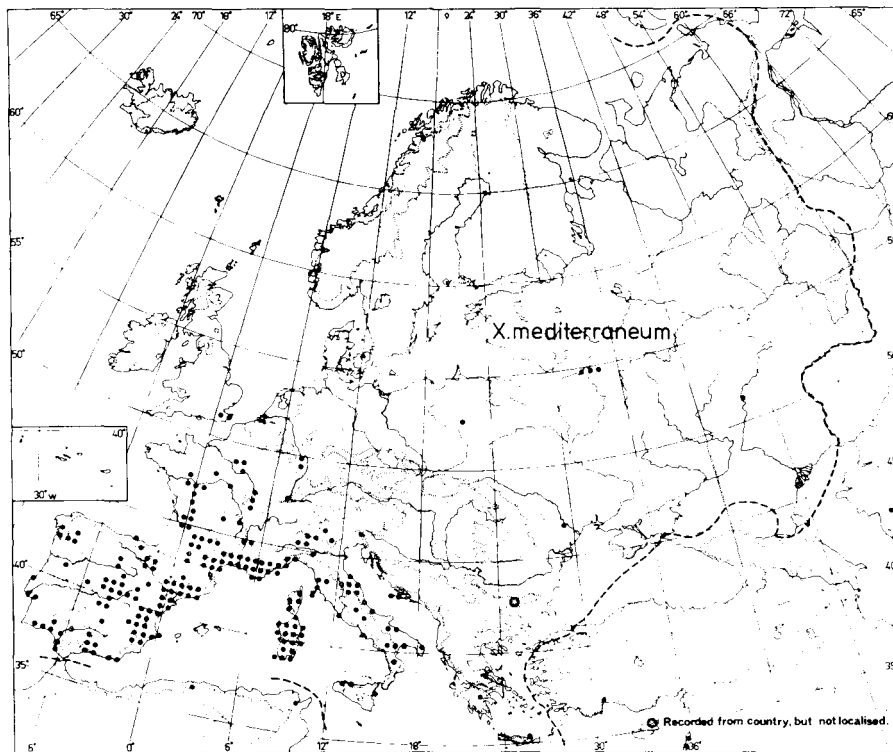 65° 30° 24° 70° 18° 12° 18° E 12° 24° 30° 36° 42° 48° 54° 60° 66° 72° 65°
80°
60°
55°
X. mediterraneum
50°
40°
30° W
45°
40°
35°
6° 0° 6° 12° 18° 30° 36°
Recorded from country, but not localised.